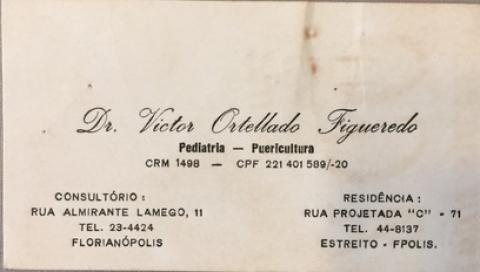 Dr. Victor Ortellado Figueredo
Pediatria — Puericultura
CRM 1498 — CPF 221 401 589/-20
CONSULTÓRIO :
RUA ALMIRANTE LAMEGO, 11
TEL. 23-4424
FLORIANÓPOLIS
RESIDÊNCIA :
RUA PROJETADA "C" - 71
TEL. 44-8137
ESTREITO - FPOLIS.